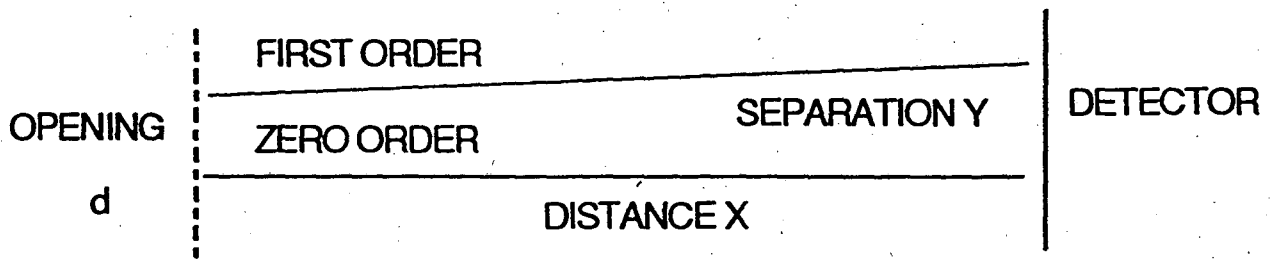 FIRST ORDER
OPENING
d
ZERO ORDER
SEPARATION Y
DISTANCE X
DETECTOR